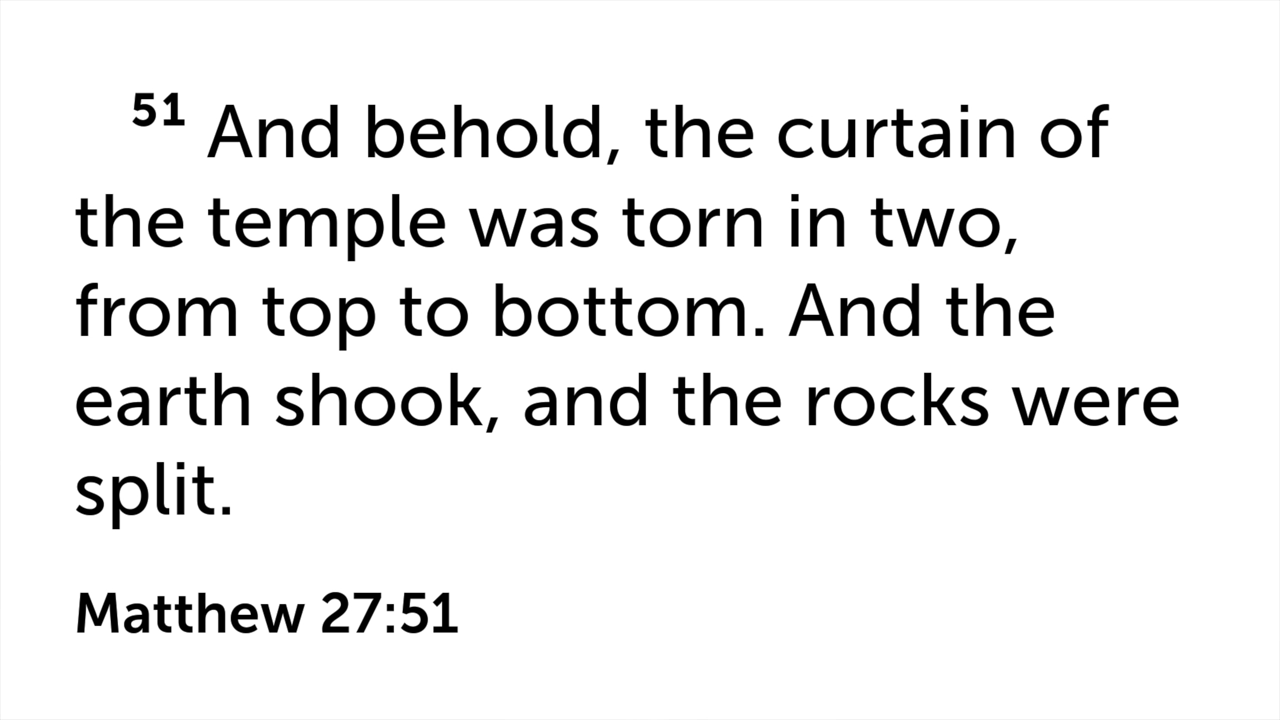 51 And behold, the curtain of
the temple was torn in two,
from top to bottom. And the
earth shook, and the rocks were
split.
Matthew 27:51